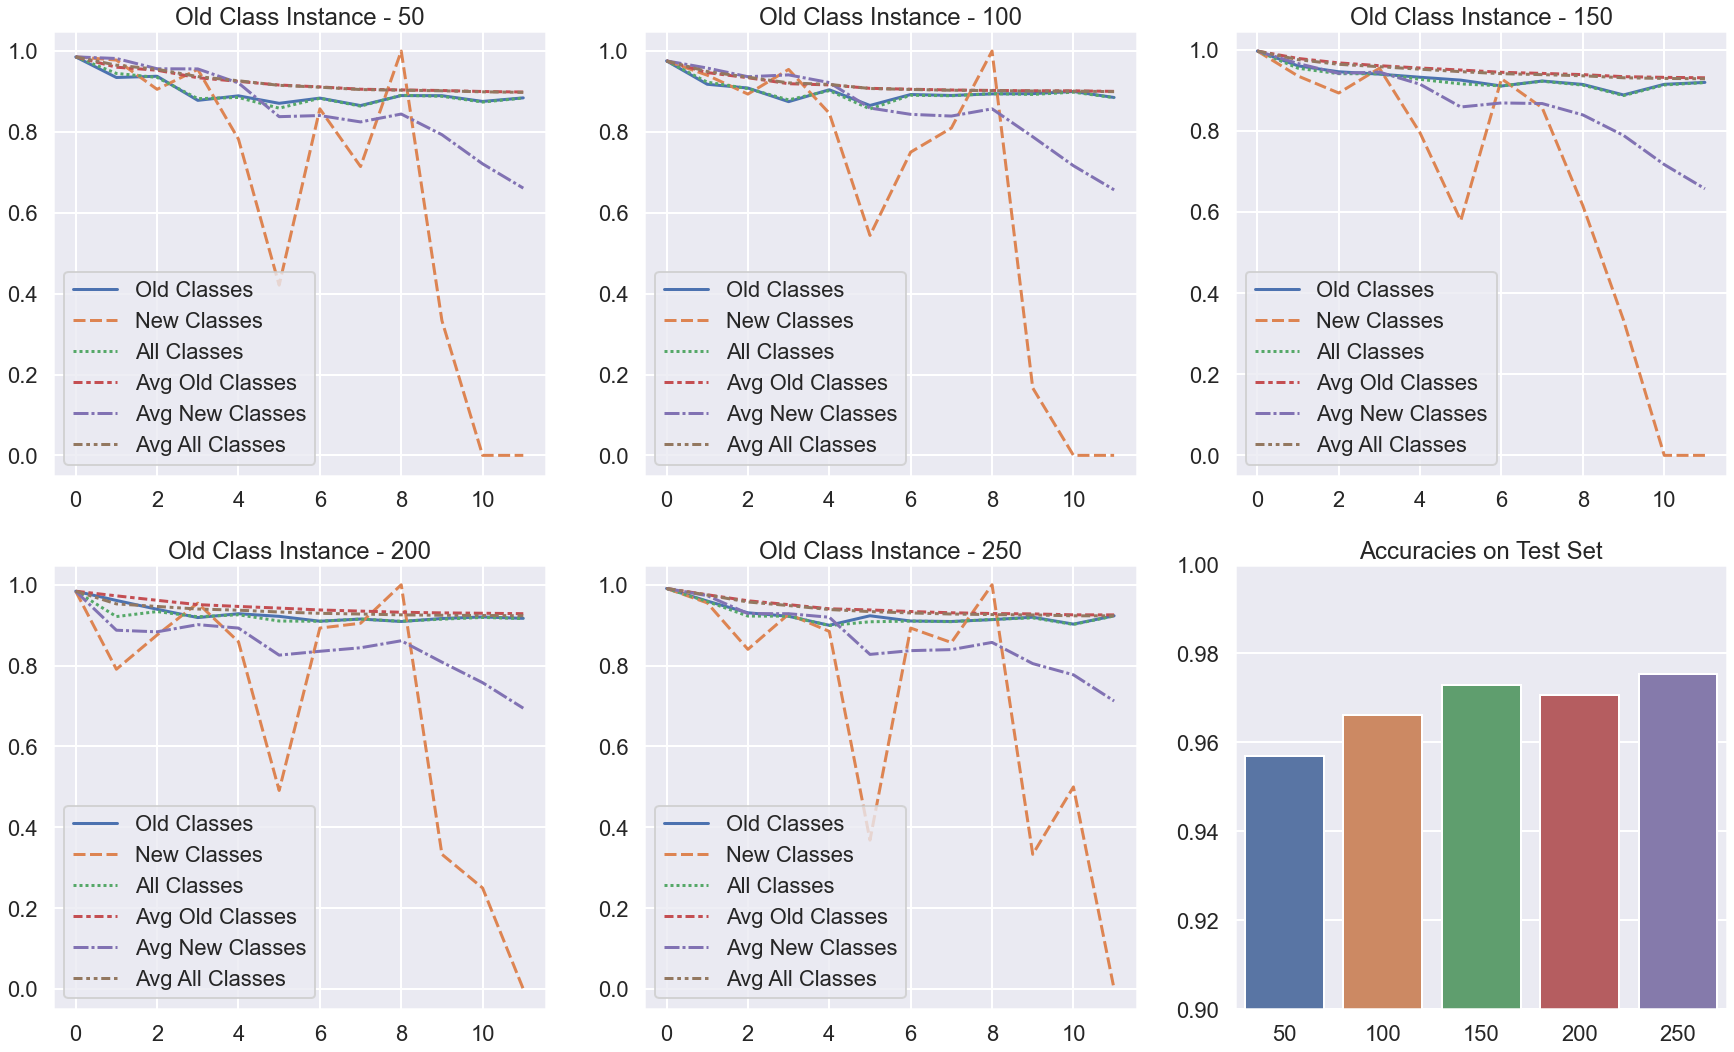 Old Class Instance - 50
1.0
0.8
0.6
0.4
0.2
0.0
Old Classes
New Classes
All Classes
Avg Old Classes
Avg New Classes
Avg All Classes
0 2 4 6 8 10
Old Class Instance - 100
1.0
0.8
0.6
0.4
0.2
0.0
Old Classes
New Classes
All Classes
Avg Old Classes
Avg New Classes
Avg All Classes
0 2 4 6 8 10
Old Class Instance - 150
1.0
0.8
0.6
0.4
0.2
0.0
Old Classes
New Classes
All Classes
Avg Old Classes
Avg New Classes
Avg All Classes
0 2 4 6 8 10
Old Class Instance - 200
1.0
0.8
0.6
0.4
0.2
0.0
Old Classes
New Classes
All Classes
Avg Old Classes
Avg New Classes
Avg All Classes
0 2 4 6 8 10
Old Class Instance - 250
1.0
0.8
0.6
0.4
0.2
0.0
Old Classes
New Classes
All Classes
Avg Old Classes
Avg New Classes
Avg All Classes
0 2 4 6 8 10
Accuracies on Test Set
1.00
0.98
0.96
0.94
0.92
0.90
50 100 150 200 250